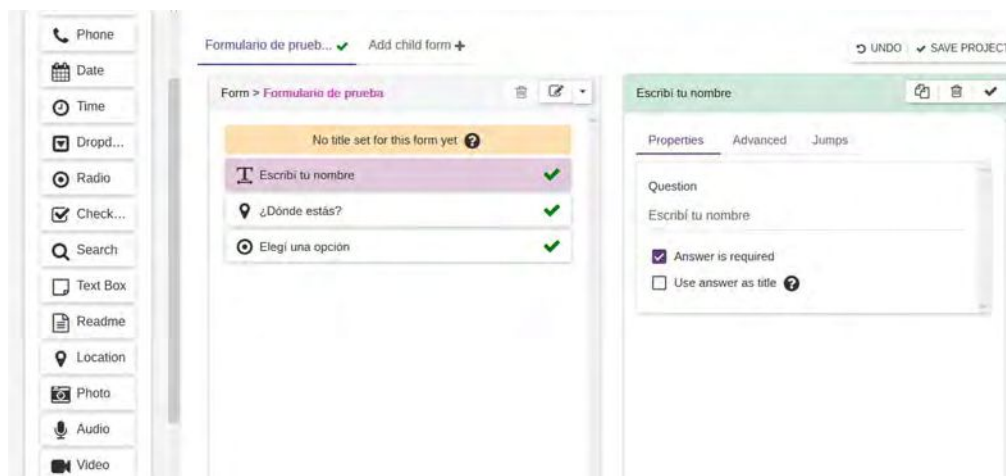 Phone
Date
Time
Dropd...
Radio
Check...
Search
Text Box
Readme
Location
Photo
Audio
Video
Formulario de prueb...
Add child form
UNDO
SAVE PROJECT
Form > Formulario de prueba
No title set for this form yet
Escribí tu nombre
¿Dónde estás?
Elegí una opción
Escribí tu nombre
Properties Advanced Jumps
Question
Escribí tu nombre
Answer is required
Use answer as title